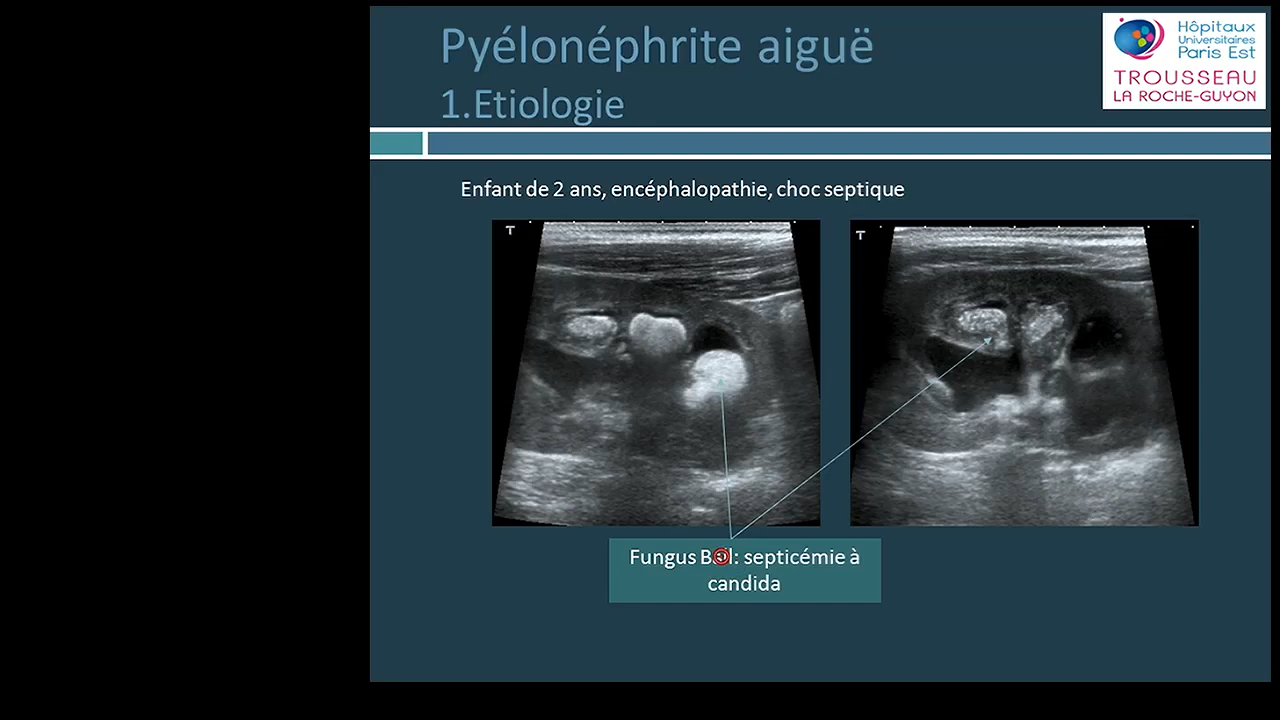 Pyélonéphrite aiguë
1.Etiologie
Hôpitaux
Universitaires
Paris Est
TROUSSEAU
LA ROCHE-GUYON
Enfant de 2 ans, encéphalopathie, choc septique
T
T
Fungus Ball: septicémie à
candida